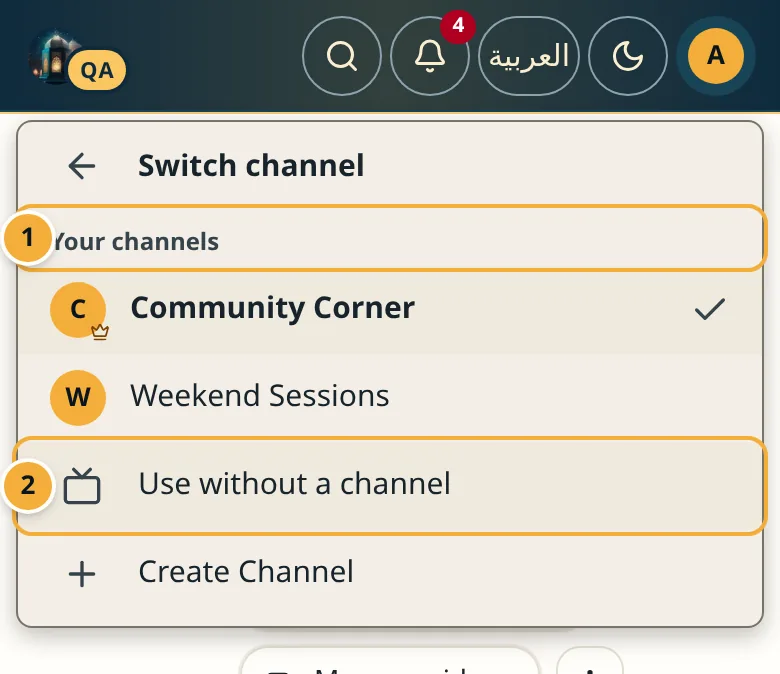 QA
4
العربية
A
Switch channel
1
Your channels
C
Community Corner
W
Weekend Sessions
2
Use without a channel
Create Channel